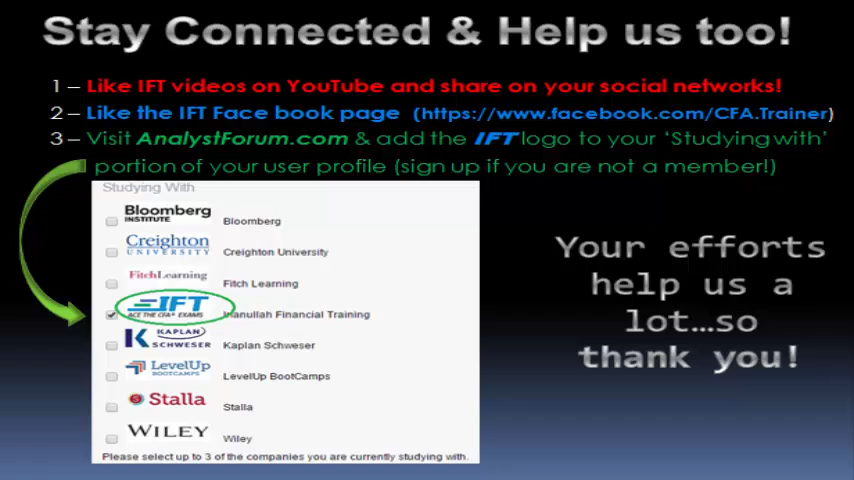 Stay Connected & Help us too!
1 – Like IFT videos on YouTube and share on your social networks!
2 – Like the IFT Face book page (https://www.facebook.com/CFA.Trainer)
3 – Visit AnalystForum.com & add the IFT logo to your ‘Studying with’
portion of your user profile (sign up if you are not a member!)
Studying With
Bloomberg INSTITUTE Bloomberg
Creighton UNIVERSITY Creighton University
FitchLearning Fitch Learning
IFT ACE THE CFA® EXAMS Inanullah Financial Training
KAPLAN SCHWESER Kaplan Schweser
LevelUp BOOTCAMPS LevelUp BootCamps
Stalla Stalla
WILEY Wiley
Please select up to 3 of the companies you are currently studying with.
Your efforts
help us a
lot…so
thank you!